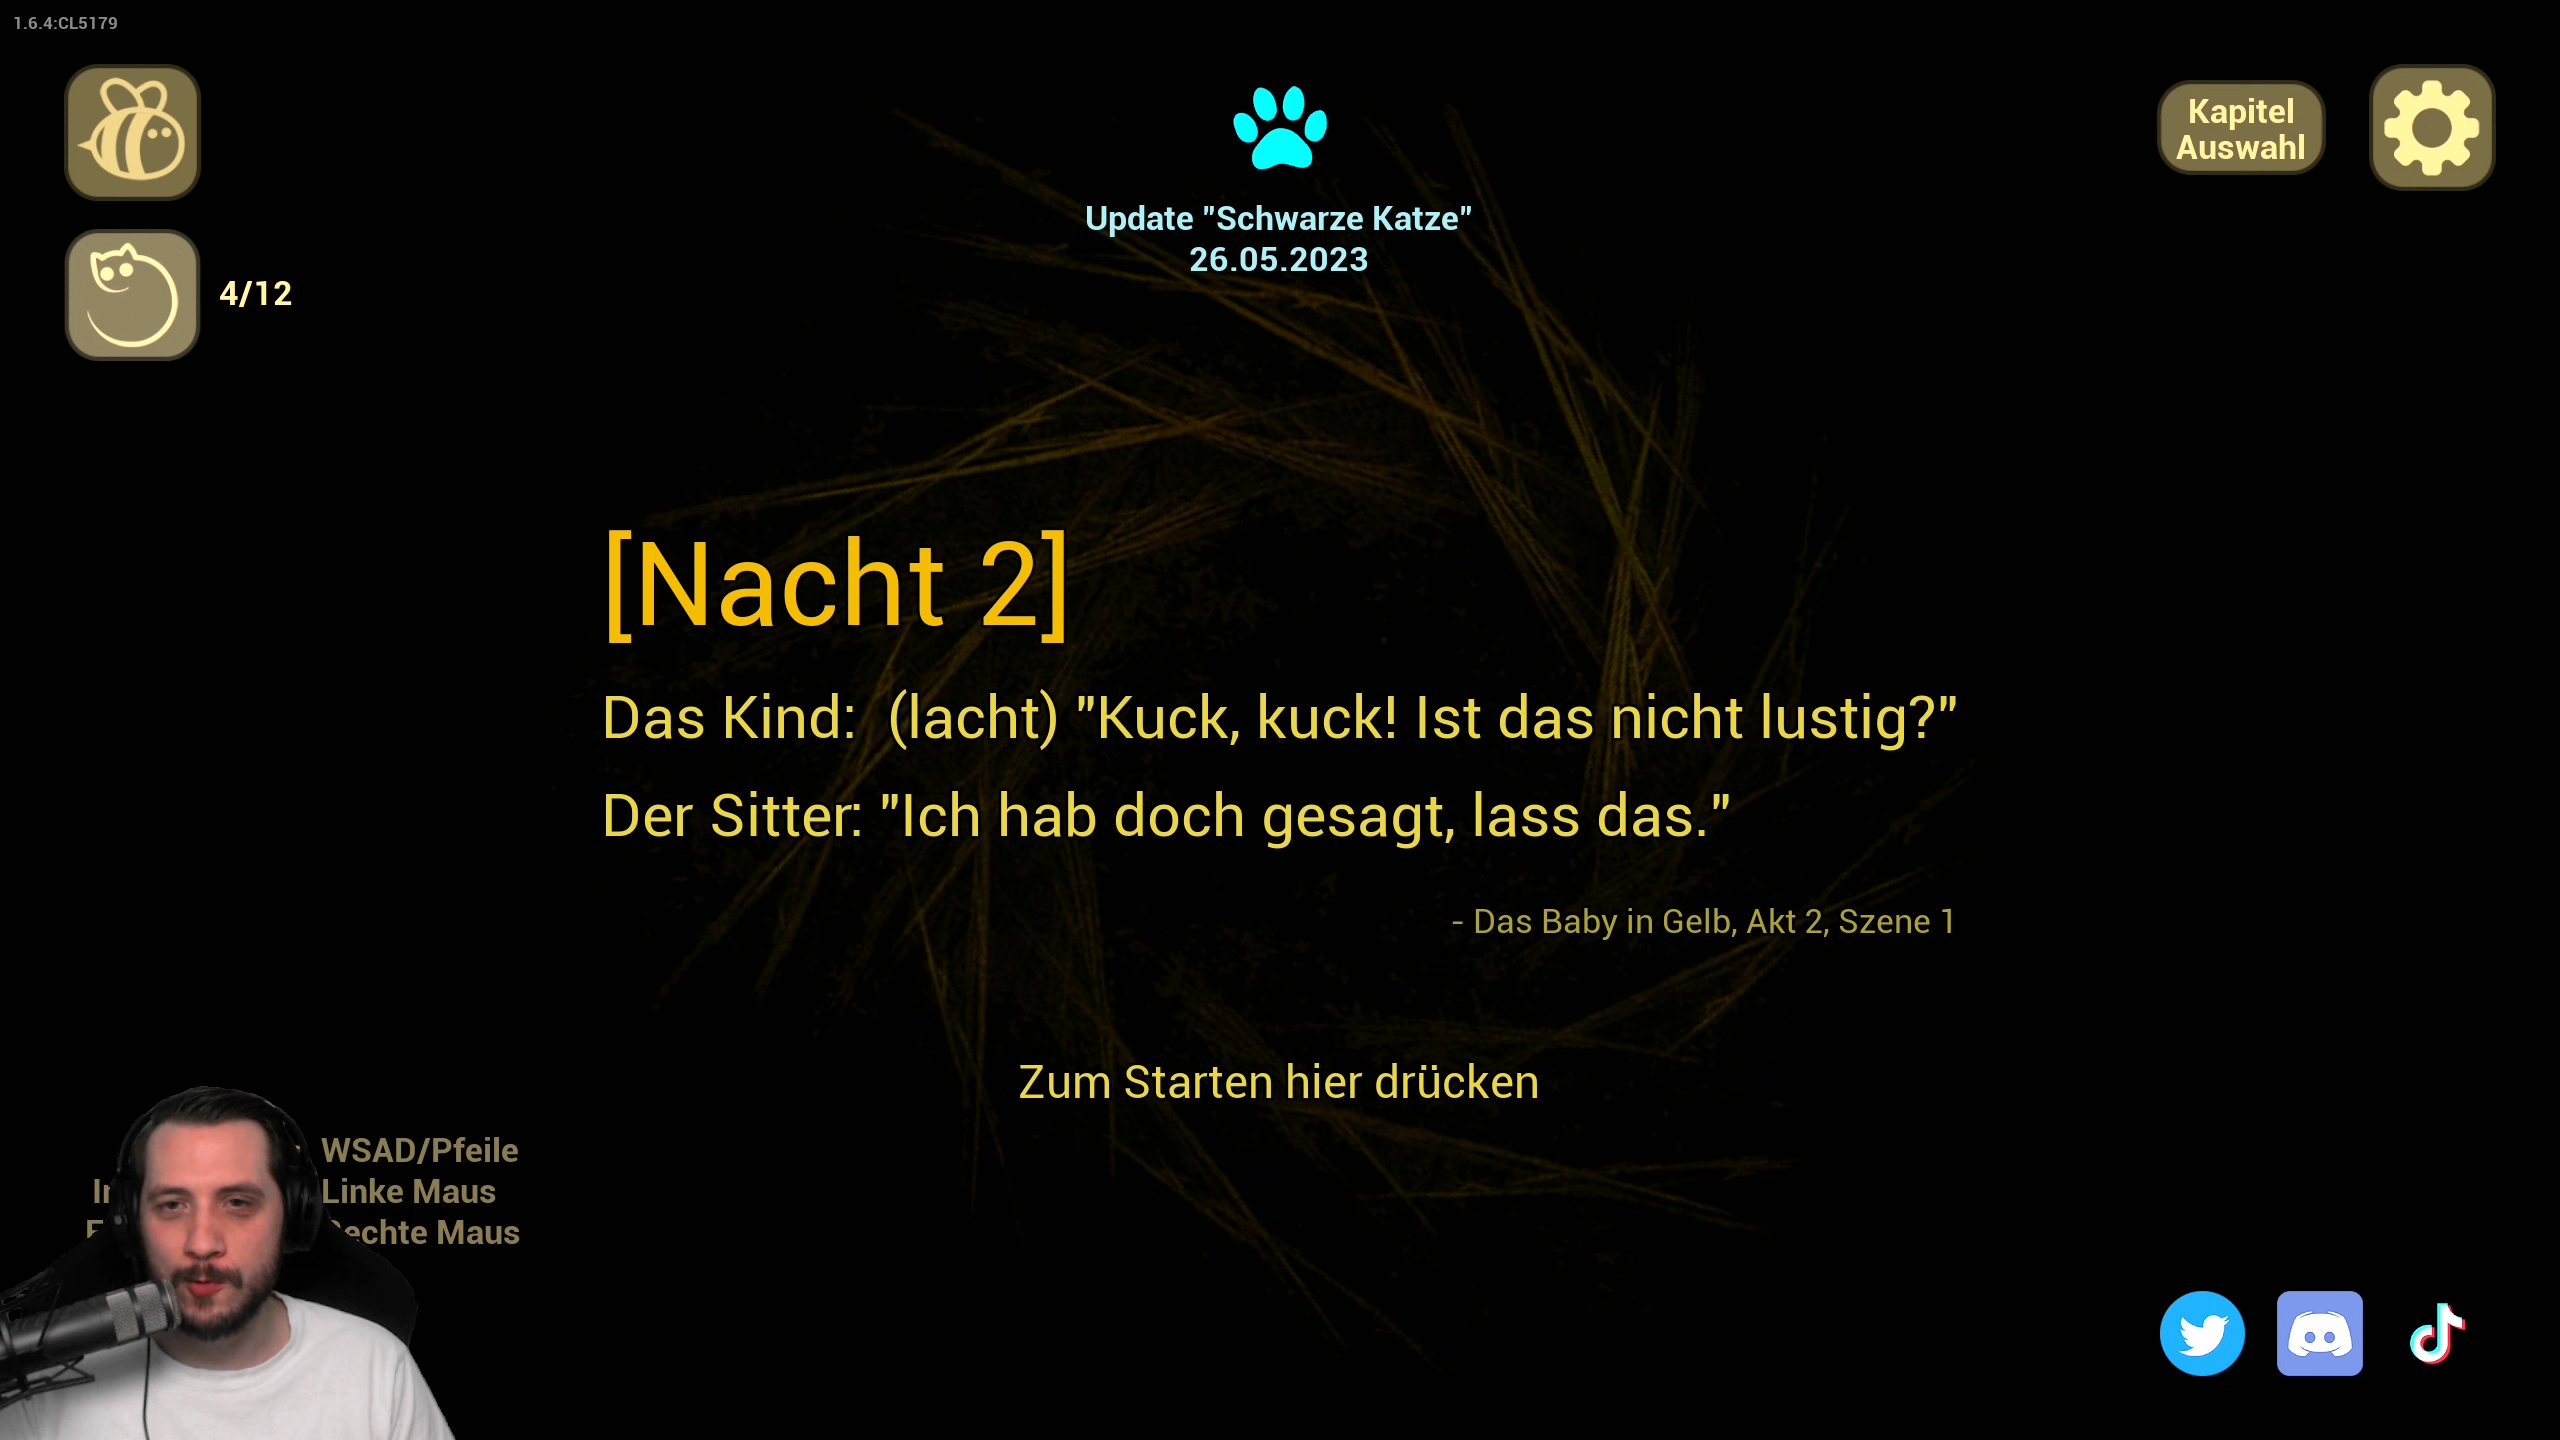 1.6.4:CL5179
Kapitel
Auswahl
Update "Schwarze Katze"
26.05.2023
4/12
[Nacht 2]
Das Kind:  (lacht) "Kuck, kuck! Ist das nicht lustig?"
Der Sitter: "Ich hab doch gesagt, lass das."
- Das Baby in Gelb, Akt 2, Szene 1
Zum Starten hier drücken
WSAD/Pfeile
Linke Maus
Maus